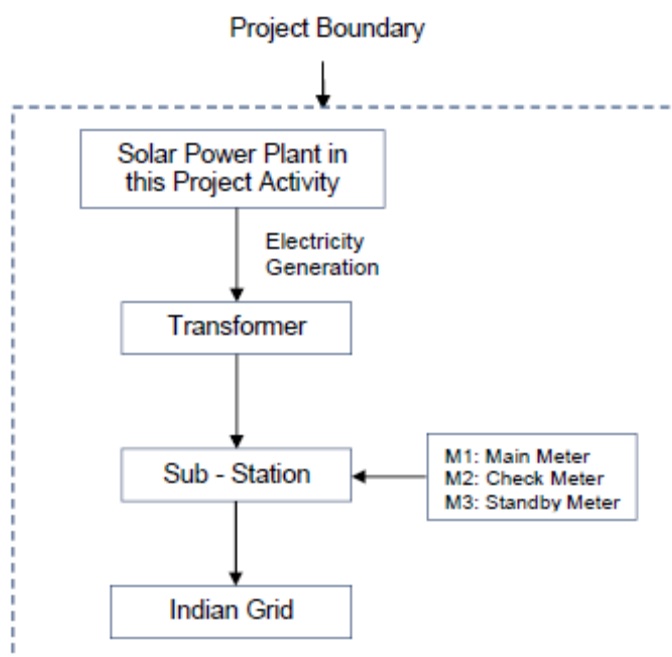 Project Boundary
Solar Power Plant in
this Project Activity
Electricity
Generation
Transformer
Sub - Station
M1: Main Meter
M2: Check Meter
M3: Standby Meter
Indian Grid